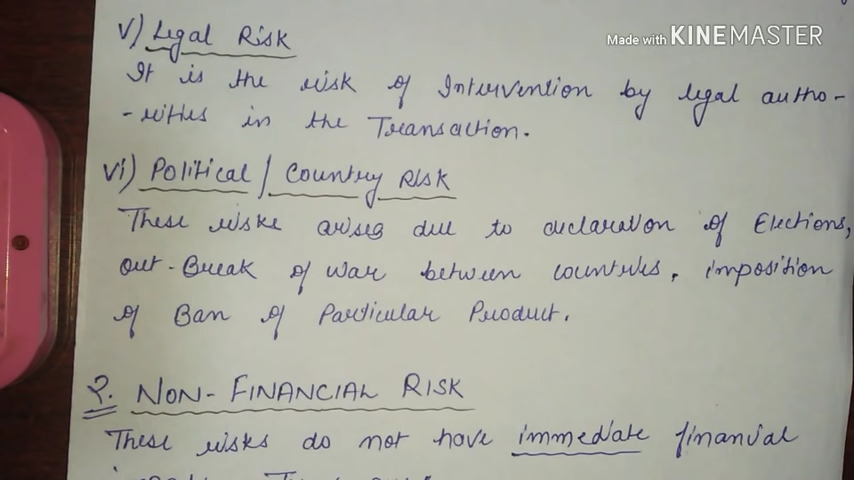 Made with KINEMASTER
v) Legal Risk
It is the risk of Intervention by legal autho-
-rities in the Transaction.
vi) Political / Country Risk
These riske arises due to declaration of Elections,
out-Break of war between countries, imposition
of Ban of Particular Product.
2. NON-FINANCIAL RISK
These risks do not have immediate financial